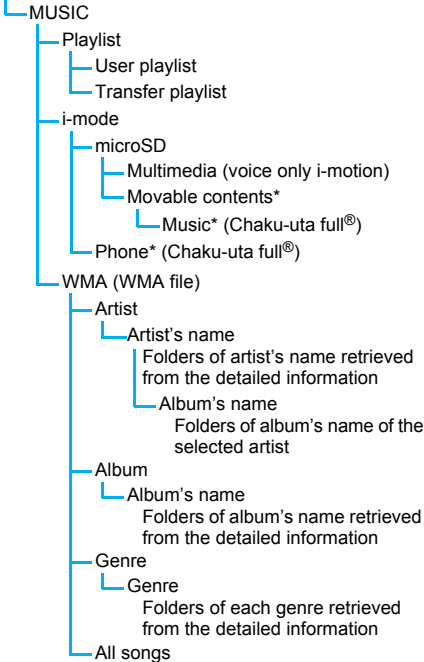 MUSIC
Playlist
User playlist
Transfer playlist
i-mode
microSD
Multimedia (voice only i-motion)
Movable contents*
Music* (Chaku-uta full®)
Phone* (Chaku-uta full®)
WMA (WMA file)
Artist
Artist’s name
Folders of artist’s name retrieved
from the detailed information
Album’s name
Folders of album’s name of the
selected artist
Album
Album’s name
Folders of album’s name retrieved
from the detailed information
Genre
Genre
Folders of each genre retrieved
from the detailed information
All songs